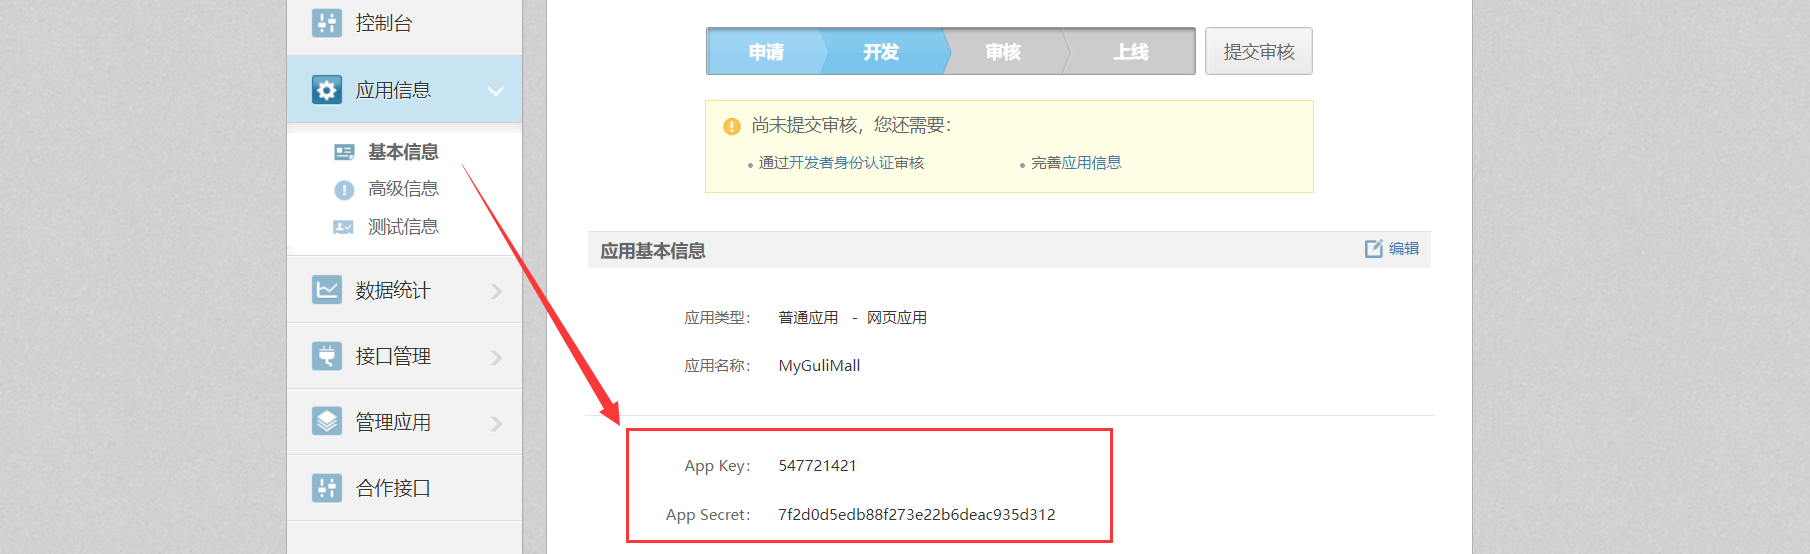 控制台
应用信息
基本信息
高级信息
测试信息
数据统计
接口管理
管理应用
合作接口
申请 开发 审核 上线 提交审核
尚未提交审核，您还需要：
通过开发者身份认证审核 完善应用信息
应用基本信息 编辑
应用类型： 普通应用 - 网页应用
应用名称： MyGuliMall
App Key： 547721421
App Secret： 7f2d0d5edb88f273e22b6deac935d312